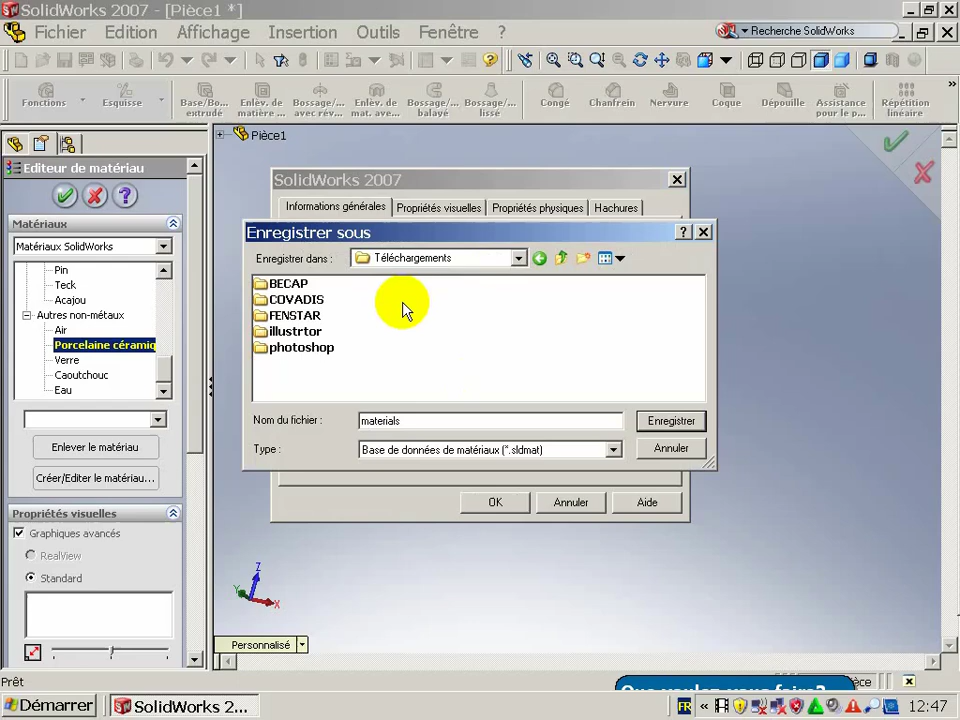 SolidWorks 2007 - [Pièce1 *]
Fichier Edition Affichage Insertion Outils Fenêtre ?
Recherche SolidWorks
Fonctions Esquisse Base/Bo... extrudé Enlèv. de matière ... Bossage/... avec rév... Enlèv. de mat. ave... Bossage/... balayé Bossage/... lissé Congé Chanfrein Nervure Coque Dépouille Assistance pour le p... Répétition linéaire
Pièce1
Editeur de matériau
Matériaux
Matériaux SolidWorks
Pin
Teck
Acajou
Autres non-métaux
Air
Porcelaine céramiq
Verre
Caoutchouc
Eau
Enlever le matériau
Créer/Editer le matériau...
Propriétés visuelles
Graphiques avancés
RealView
Standard
SolidWorks 2007
Informations générales Propriétés visuelles Propriétés physiques Hachures
Enregistrer sous
Enregistrer dans : Téléchargements
BECAP
COVADIS
FENSTAR
illustrtor
photoshop
Nom du fichier : materials Enregistrer
Type : Base de données de matériaux (*.sldmat) Annuler
OK Annuler Aide
Z
Y
X
Personnalisé
Prêt
Que voulez-vous faire?
Démarrer SolidWorks 2... FR « 12:47